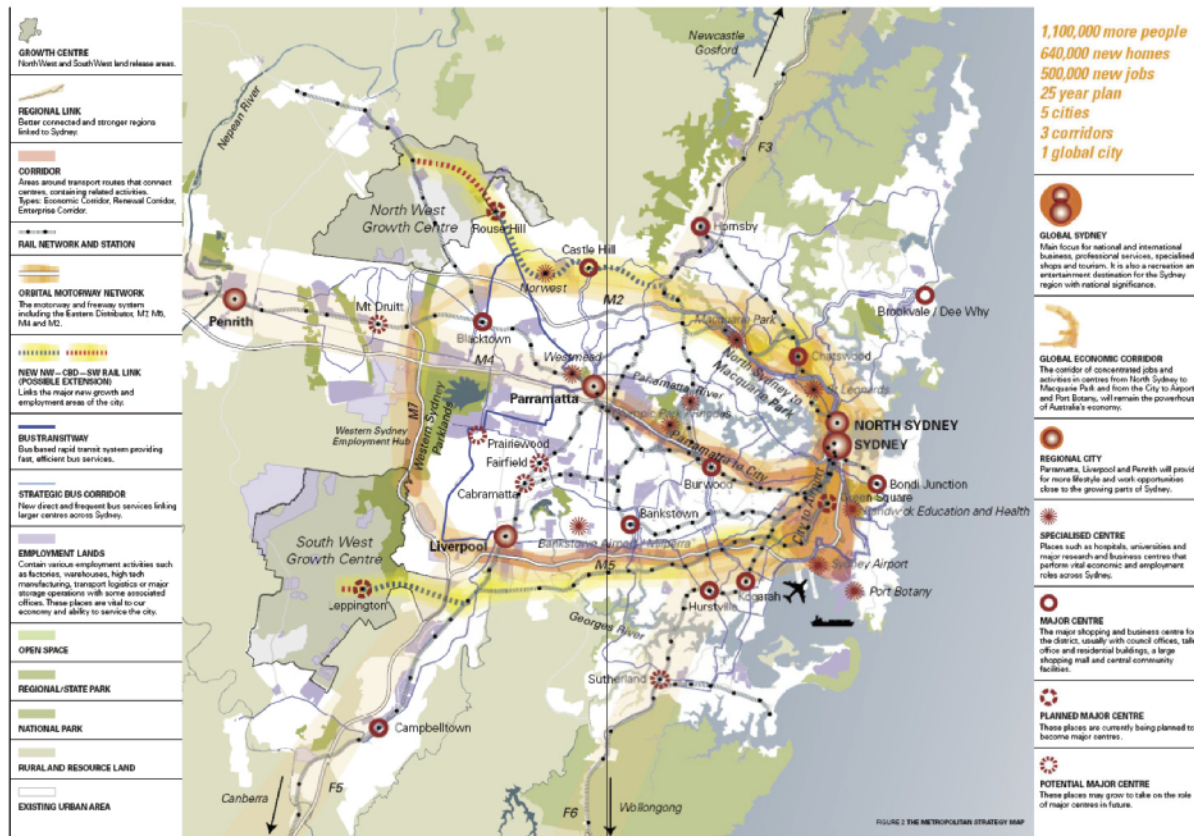 GROWTH CENTRE
North West and South West land release areas.
REGIONAL LINK
Better connected and stronger regions
linked to Sydney.
CORRIDOR
Areas around transport routes that connect
centres, containing related activities.
Types: Economic Corridor, Renewal Corridor,
Enterprise Corridor.
RAIL NETWORK AND STATION
ORBITAL MOTORWAY NETWORK
The motorway and freeway system
including the Eastern Distributor, M7, M5,
M4 and M2.
NEW NW–CBD–SW RAIL LINK
(POSSIBLE EXTENSION)
Links the major new growth and
employment areas of the city.
BUS TRANSITWAY
Bus based rapid transit system providing
fast, efficient bus services.
STRATEGIC BUS CORRIDOR
New direct and frequent bus services linking
larger centres across Sydney.
EMPLOYMENT LANDS
Contain various employment activities such
as factories, warehouses, high tech
manufacturing, transport logistics or major
storage operations with some associated
offices. These places are vital to our
economy and ability to service the city.
OPEN SPACE
REGIONAL/STATE PARK
NATIONAL PARK
RURAL AND RESOURCE LAND
EXISTING URBAN AREA
Newcastle
Gosford
Nepean River
F3
North West
Growth Centre
Rouse Hill
Hornsby
Castle Hill
Norwest
M2
Penrith
Mt Druitt
Blacktown
Brookvale / Dee Why
Macquarie Park
Chatswood
M4
Westmead
North Sydney to
Macquarie Park
St Leonards
Parramatta
Parramatta River
M7
Western Sydney
Parklands
Western Sydney
Employment Hub
Olympic Park
NORTH SYDNEY
SYDNEY
Prairiewood
Fairfield
Cabramatta
Parramatta to City
Burwood
Bondi Junction
Green Square
Education and Health
City to Airport
Bankstown
Bankstown Airport
South West
Growth Centre
Liverpool
M5
Sydney Airport
Leppington
Hurstville
Kogarah
Port Botany
Georges River
Sutherland
Campbelltown
F5
Canberra
F6
Wollongong
FIGURE 2 THE METROPOLITAN STRATEGY MAP
1,100,000 more people
640,000 new homes
500,000 new jobs
25 year plan
5 cities
3 corridors
1 global city
GLOBAL SYDNEY
Main focus for national and international
business, professional services, specialised
shops and tourism. It is also a recreation an
entertainment destination for the Sydney
region with national significance.
GLOBAL ECONOMIC CORRIDOR
The corridor of concentrated jobs and
activities in centres from North Sydney to
Macquarie Park and from the City to Airport
and Port Botany, will remain the powerhous
of Australia's economy.
REGIONAL CITY
Parramatta, Liverpool and Penrith will provid
for more lifestyle and work opportunities
close to the growing parts of Sydney.
SPECIALISED CENTRE
Places such as hospitals, universities and
major research and business centres that
perform vital economic and employment
roles across Sydney.
MAJOR CENTRE
The major shopping and business centre for
the district, usually with council offices, talle
office and residential buildings, a large
shopping mall and central community
facilities.
PLANNED MAJOR CENTRE
These places are currently being planned to
become major centres.
POTENTIAL MAJOR CENTRE
These places may grow to take on the role
of major centres in future.